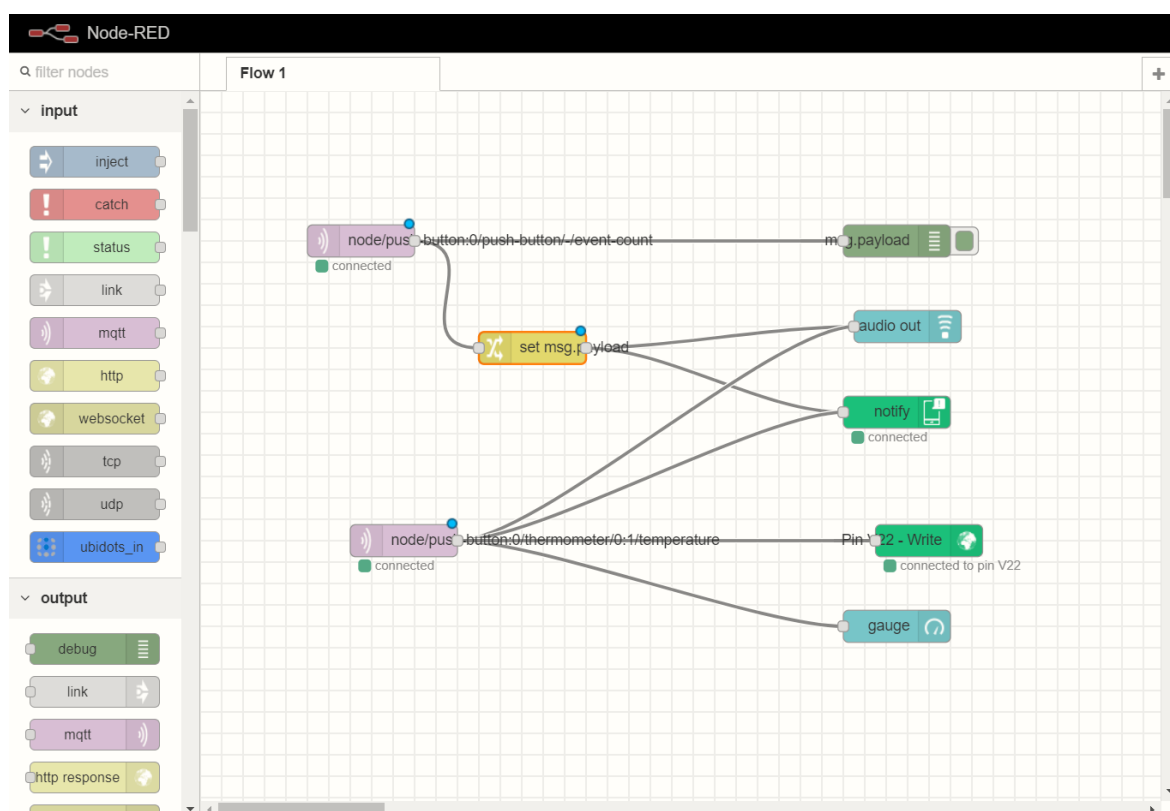 Node-RED
filter nodes
Flow 1
input
inject
catch
status
link
mqtt
http
websocket
tcp
udp
ubidots_in
output
debug
link
mqtt
http response
node/push-button:0/push-button/-/event-count
connected
msg.payload
set msg.payload
audio out
notify
connected
node/push-button:0/thermometer/0:1/temperature
connected
Pin V22 - Write
connected to pin V22
gauge